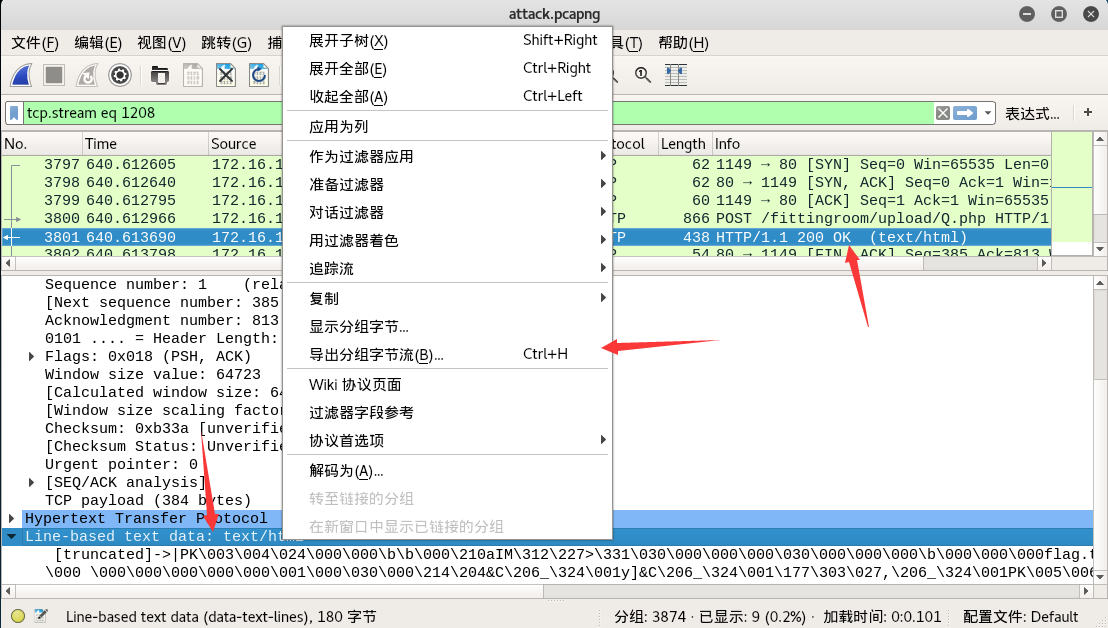 attack.pcapng
文件(F) 编辑(E) 视图(V) 跳转(G) 捕 具(T) 帮助(H)
tcp.stream eq 1208 表达式… +
No. Time Source tocol Length Info
3797 640.612605 172.16.1 62 1149 → 80 [SYN] Seq=0 Win=65535 Len=0
3798 640.612640 172.16.1 62 80 → 1149 [SYN, ACK] Seq=0 Ack=1 Win=
3799 640.612795 172.16.1 60 1149 → 80 [ACK] Seq=1 Ack=1 Win=65535
3800 640.612966 172.16.1 TP 866 POST /fittingroom/upload/Q.php HTTP/1
3801 640.613690 172.16.1 TP 438 HTTP/1.1 200 OK (text/html)
3802 640.613798 172.16.1 54 80 → 1149 [FIN, ACK] Seq=385 Ack=813 W
展开子树(X) Shift+Right
展开全部(E) Ctrl+Right
收起全部(A) Ctrl+Left
应用为列
作为过滤器应用
准备过滤器
对话过滤器
用过滤器着色
追踪流
复制
显示分组字节…
导出分组字节流(B)… Ctrl+H
Wiki 协议页面
过滤器字段参考
协议首选项
解码为(A)…
转至链接的分组
在新窗口中显示已链接的分组
Sequence number: 1 (rela
[Next sequence number: 385
Acknowledgment number: 813
0101 .... = Header Length:
Flags: 0x018 (PSH, ACK)
Window size value: 64723
[Calculated window size: 64
[Window size scaling factor
Checksum: 0xb33a [unverifie
[Checksum Status: Unverifie
Urgent pointer: 0
[SEQ/ACK analysis]
TCP payload (384 bytes)
Hypertext Transfer Protocol
Line-based text data: text/html
[truncated]->|PK\003\004\024\000\000\000\b\b\000\210aIM\312\227>\331\030\000\000\000\030\000\000\000\b\000\000\000flag.t
\000 \000\000\000\000\000\000\001\000\030\000\214\204&C\206_\324\001y]&C\206_\324\001\177\303\027,\206_\324\001PK\005\006
Line-based text data (data-text-lines), 180 字节 分组: 3874 · 已显示: 9 (0.2%) · 加载时间: 0:0.101 配置文件: Default